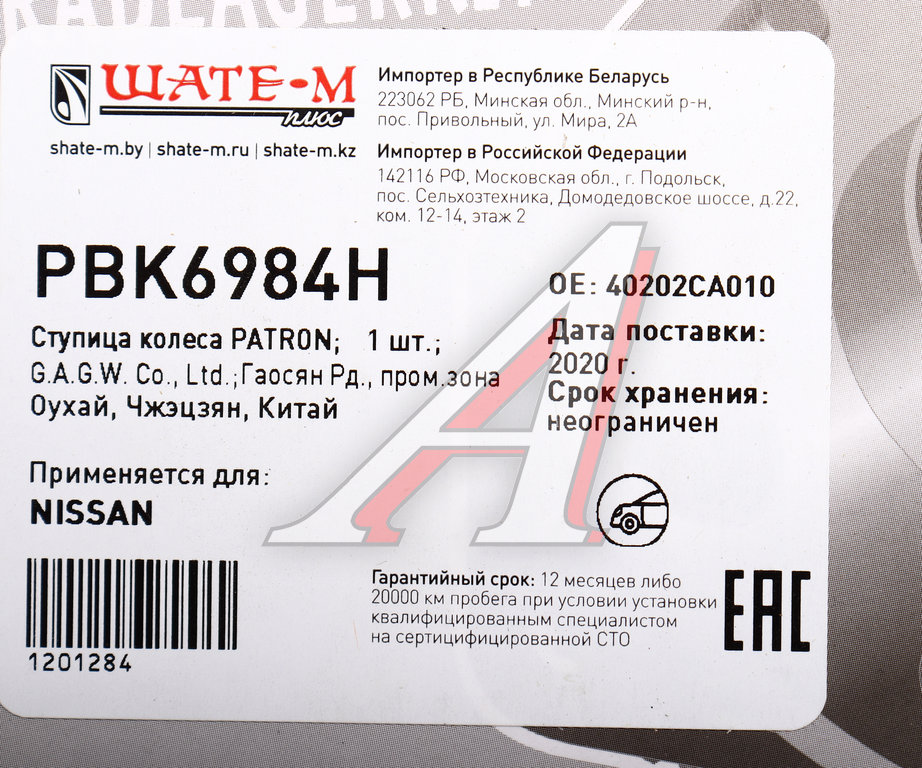 RADLAGERKIT
ШАТЕ-М
плюс
shate-m.by | shate-m.ru | shate-m.kz
Импортер в Республике Беларусь
223062 РБ, Минская обл., Минский р-н,
пос. Привольный, ул. Мира, 2А
Импортер в Российской Федерации
142116 РФ, Московская обл., г. Подольск,
пос. Сельхозтехника, Домодедовское шоссе, д.22,
ком. 12-14, этаж 2
PBK6984H
Ступица колеса PATRON; 1 шт.;
G.A.G.W. Co., Ltd.;Гаосян Рд., пром.зона
Оухай, Чжэцзян, Китай
OE: 40202CA010
Дата поставки:
2020 г.
Срок хранения:
неограничен
Применяется для:
NISSAN
1201284
Гарантийный срок: 12 месяцев либо
20000 км пробега при условии установки
квалифицированным специалистом
на сертицифицированной СТО
EAC